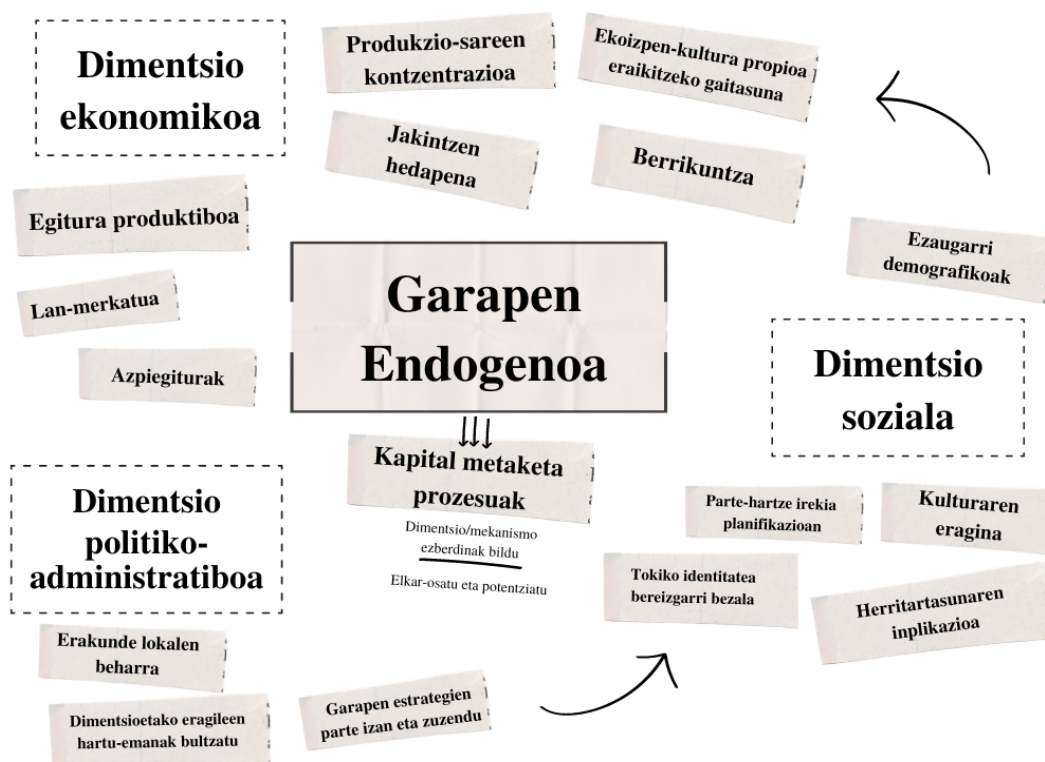 Dimentsio
ekonomikoa
Produkzio-sareen
kontzentrazioa
Ekoizpen-kultura propioa
eraikitzeko gaitasuna
Jakintzen
hedapena
Berrikuntza
Egitura produktiboa
Lan-merkatua
Azpiegiturak
Garapen
Endogenoa
Kapital metaketa
prozesuak
Dimentsio/mekanismo
ezberdinak bildu
Elkar-osatu eta potentziatu
Ezaugarri
demografikoak
Dimentsio
soziala
Parte-hartze irekia
planifikazioan
Kulturaren
eragina
Tokiko identitatea
bereizgarri bezala
Herritartasunaren
inplikazioa
Dimentsio
politiko-
administratiboa
Erakunde lokalen
beharra
Dimentsioetako eragileen
hartu-emanak bultzatu
Garapen estrategien
parte izan eta zuzendu